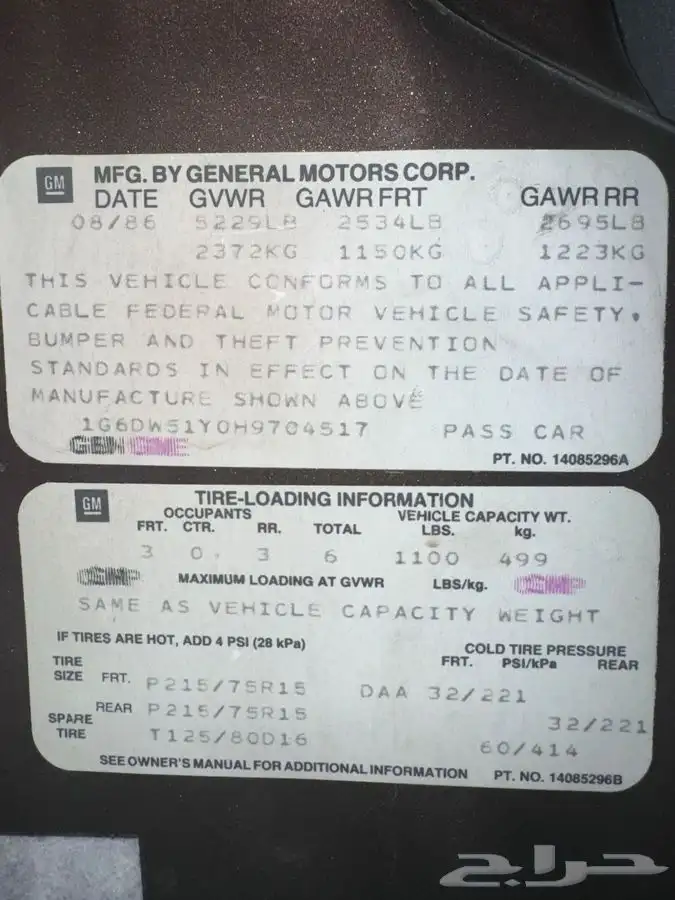 GM MFG. BY GENERAL MOTORS CORP.
DATE GVWR GAWR FRT GAWR RR
08/86 5229LB 2534LB 2695LB
2372KG 1150KG 1223KG
THIS VEHICLE CONFORMS TO ALL APPLI-
CABLE FEDERAL MOTOR VEHICLE SAFETY,
BUMPER AND THEFT PREVENTION
STANDARDS IN EFFECT ON THE DATE OF
MANUFACTURE SHOWN ABOVE
1G6DW51Y0H9704517 PASS CAR
PT. NO. 14085296A
GM TIRE-LOADING INFORMATION
OCCUPANTS VEHICLE CAPACITY WT.
FRT. CTR. RR. TOTAL LBS. kg.
3 0 3 6 1100 499
MAXIMUM LOADING AT GVWR LBS/kg.
SAME AS VEHICLE CAPACITY WEIGHT
IF TIRES ARE HOT, ADD 4 PSI (28 kPa) COLD TIRE PRESSURE
TIRE SIZE FRT. PSI/kPa REAR
FRT. P215/75R15 DAA 32/221
REAR P215/75R15 32/221
SPARE TIRE T125/80D16 60/414
SEE OWNER'S MANUAL FOR ADDITIONAL INFORMATION PT. NO. 14085296B
حراج